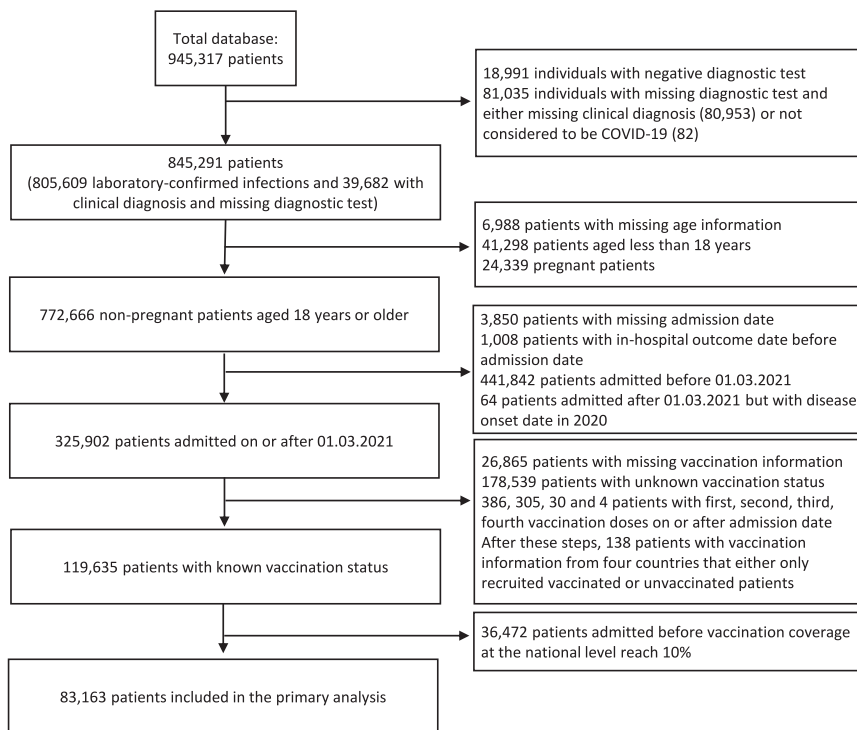 Total database:
945,317 patients
18,991 individuals with negative diagnostic test
81,035 individuals with missing diagnostic test and
either missing clinical diagnosis (80,953) or not
considered to be COVID-19 (82)
845,291 patients
(805,609 laboratory-confirmed infections and 39,682 with
clinical diagnosis and missing diagnostic test)
6,988 patients with missing age information
41,298 patients aged less than 18 years
24,339 pregnant patients
772,666 non-pregnant patients aged 18 years or older
3,850 patients with missing admission date
1,008 patients with in-hospital outcome date before
admission date
441,842 patients admitted before 01.03.2021
64 patients admitted after 01.03.2021 but with disease
onset date in 2020
325,902 patients admitted on or after 01.03.2021
26,865 patients with missing vaccination information
178,539 patients with unknown vaccination status
386, 305, 30 and 4 patients with first, second, third,
fourth vaccination doses on or after admission date
After these steps, 138 patients with vaccination
information from four countries that either only
recruited vaccinated or unvaccinated patients
119,635 patients with known vaccination status
36,472 patients admitted before vaccination coverage
at the national level reach 10%
83,163 patients included in the primary analysis